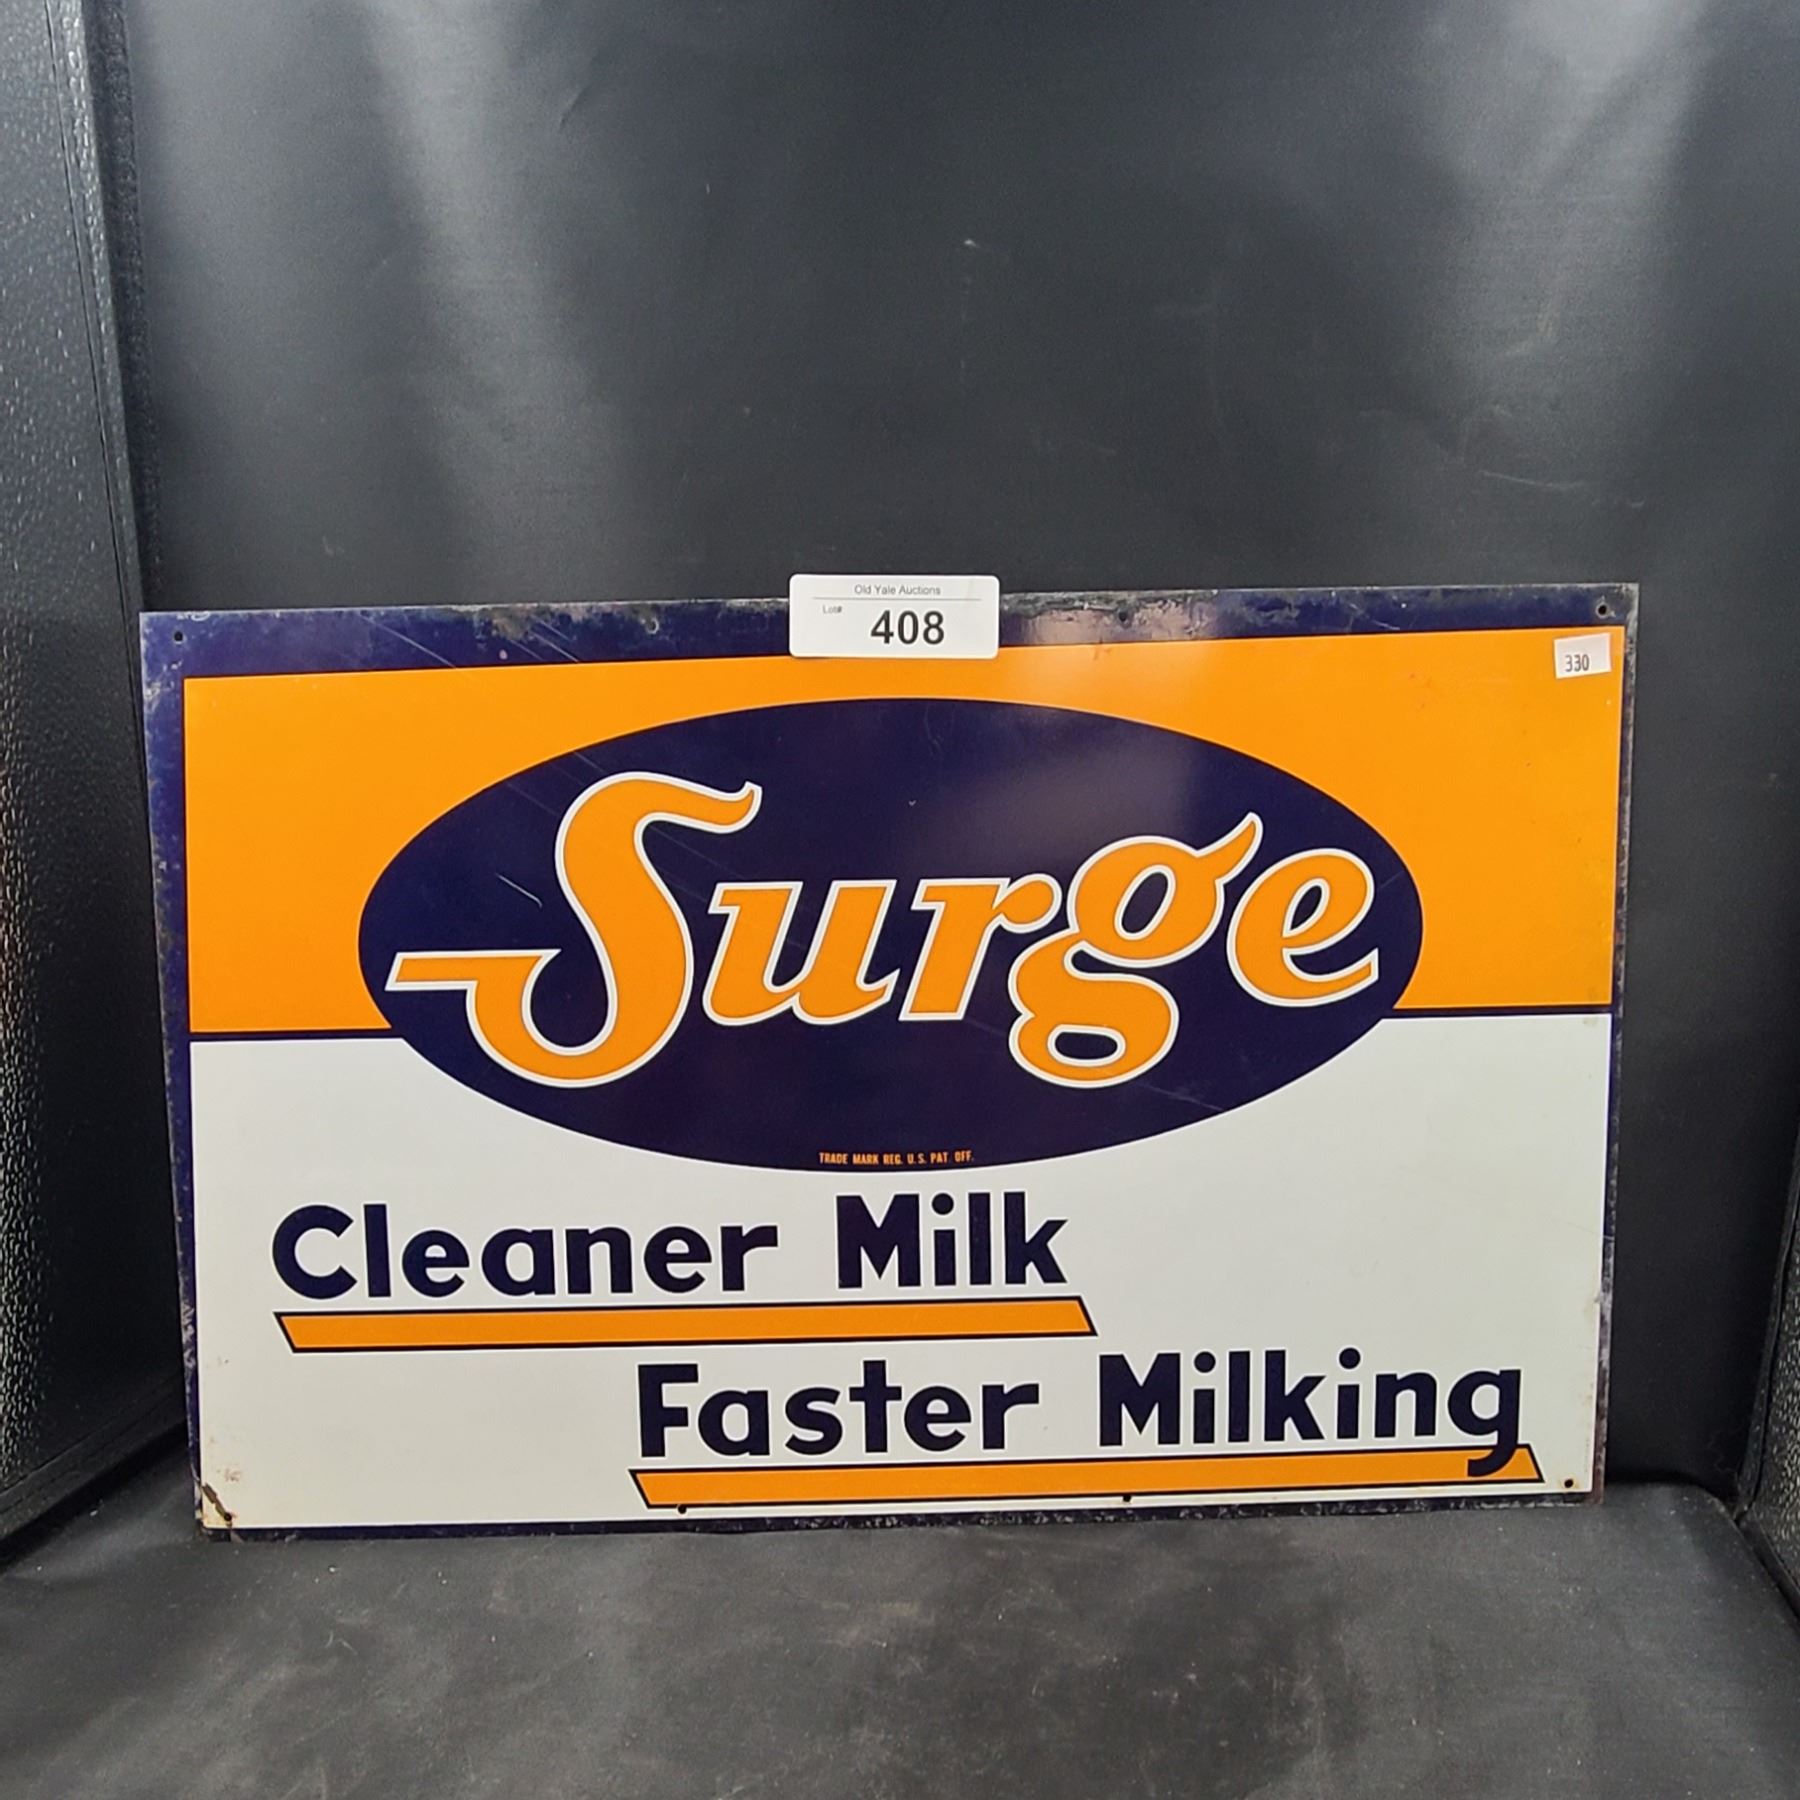 Old Yale Auctions
Lot# 408
330
Surge
TRADE MARK REG. U.S. PAT. OFF.
Cleaner Milk
Faster Milking